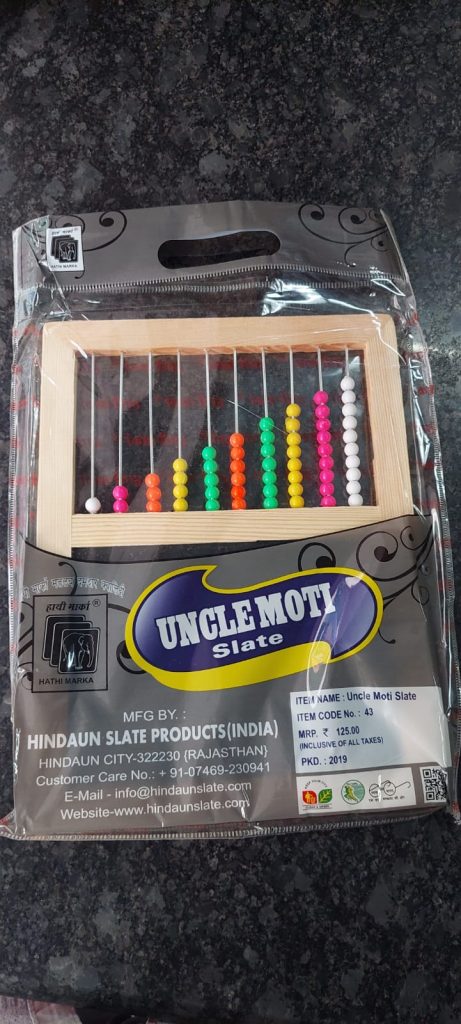 HATHI MARKA
हाथी मार्का®
HATHI MARKA
UNCLE MOTI
Slate
MFG BY. :
HINDAUN SLATE PRODUCTS(INDIA)
HINDAUN CITY-322230 {RAJASTHAN}
Customer Care No.: + 91-07469-230941
E-Mail - info@hindaunslate.com
Website-www.hindaunslate.com
ITEM NAME : Uncle Moti Slate
ITEM CODE No. : 43
MRP. ₹ 125.00
(INCLUSIVE OF ALL TAXES)
PKD. : 2019